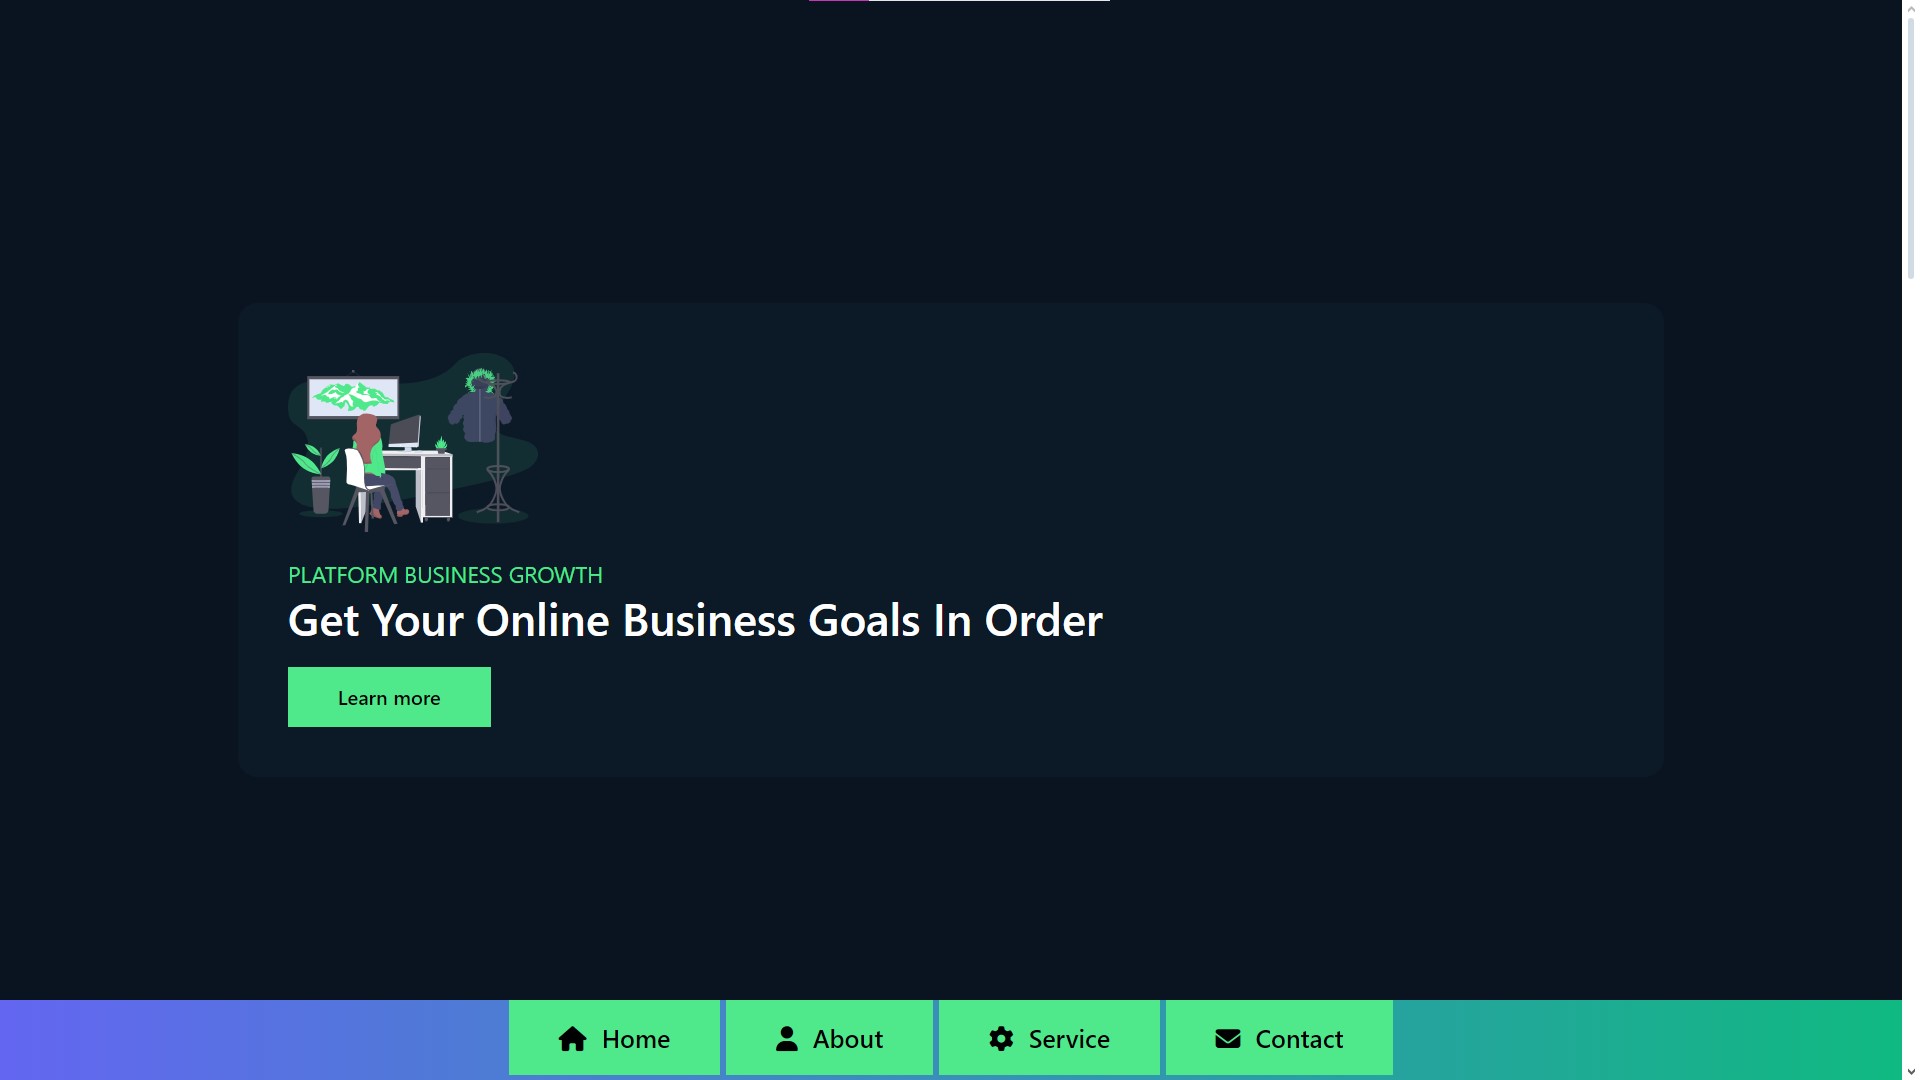 PLATFORM BUSINESS GROWTH
Get Your Online Business Goals In Order
Learn more
Home
About
Service
Contact